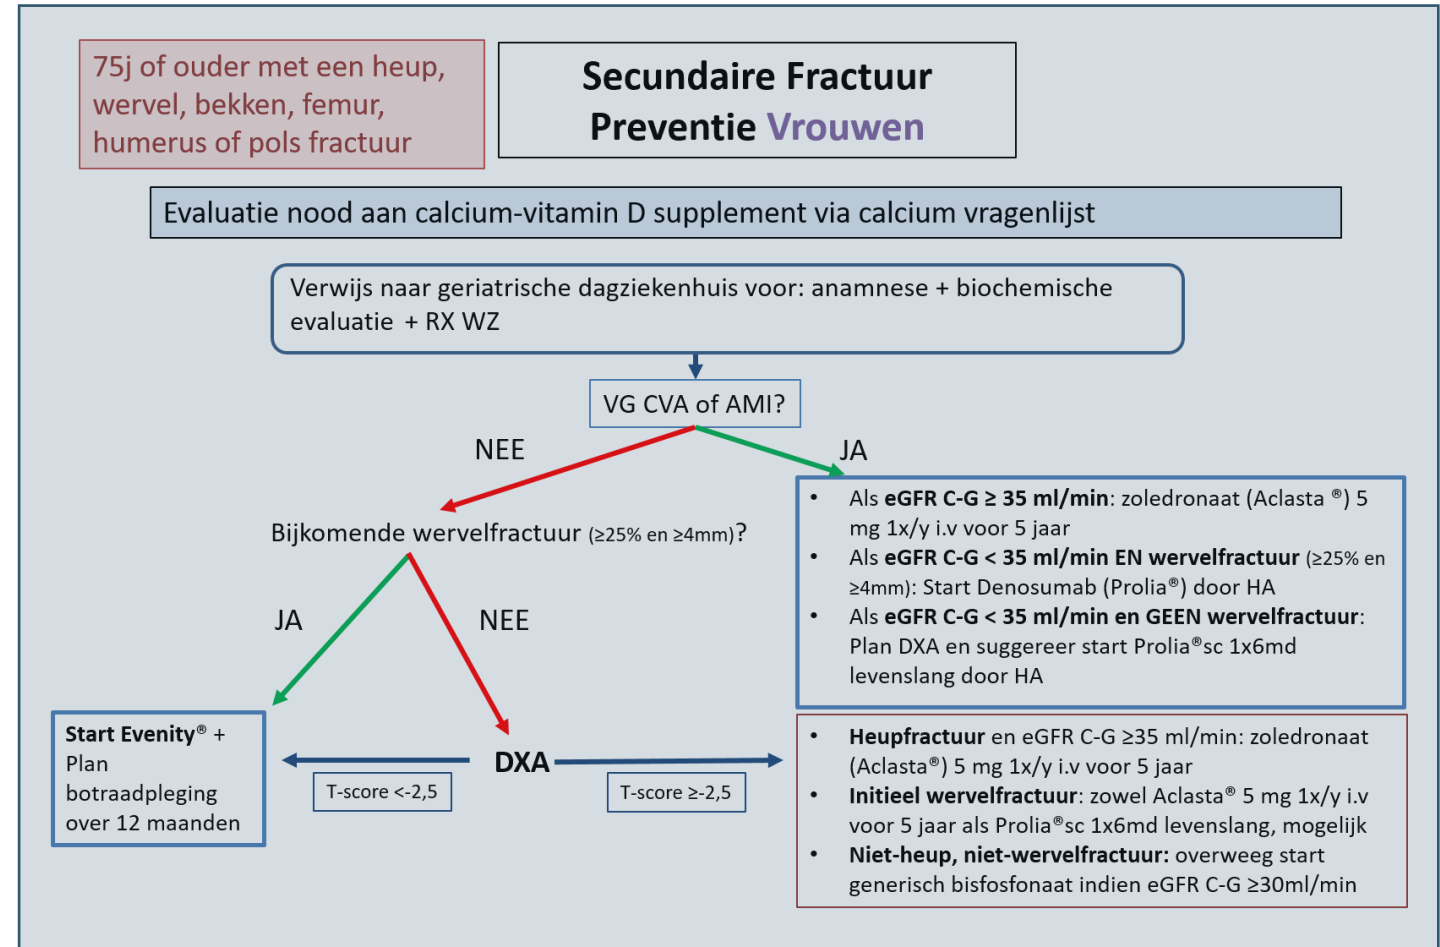 75j of ouder met een heup,
wervel, bekken, femur,
humerus of pols fractuur
Secundaire Fractuur
Preventie Vrouwen
Evaluatie nood aan calcium-vitamin D supplement via calcium vragenlijst
Verwijs naar geriatrische dagziekenhuis voor: anamnese + biochemische
evaluatie + RX WZ
VG CVA of AMI?
NEE
JA
Bijkomende wervelfractuur (≥25% en ≥4mm)?
JA
NEE
• Als eGFR C-G ≥ 35 ml/min: zoledronaat (Aclasta ®) 5
mg 1x/y i.v voor 5 jaar
• Als eGFR C-G < 35 ml/min EN wervelfractuur (≥25% en
≥4mm): Start Denosumab (Prolia®) door HA
• Als eGFR C-G < 35 ml/min en GEEN wervelfractuur:
Plan DXA en suggereer start Prolia®sc 1x6md
levenslang door HA
Start Evenity® +
Plan
botraadpleging
over 12 maanden
DXA
T-score <-2,5
T-score ≥-2,5
• Heupfractuur en eGFR C-G ≥35 ml/min: zoledronaat
(Aclasta®) 5 mg 1x/y i.v voor 5 jaar
• Initieel wervelfractuur: zowel Aclasta® 5 mg 1x/y i.v
voor 5 jaar als Prolia®sc 1x6md levenslang, mogelijk
• Niet-heup, niet-wervelfractuur: overweeg start
generisch bisfosfonaat indien eGFR C-G ≥30ml/min